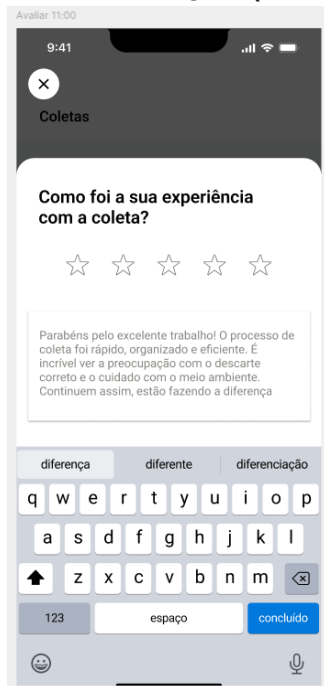 Avaliar 11:00
9:41
Coletas
Como foi a sua experiência
com a coleta?
Parabéns pelo excelente trabalho! O processo de
coleta foi rápido, organizado e eficiente. É
incrível ver a preocupação com o descarte
correto e o cuidado com o meio ambiente.
Continuem assim, estão fazendo a diferença
diferença diferente diferenciação
q w e r t y u i o p
a s d f g h j k l
z x c v b n m
123 espaço concluído